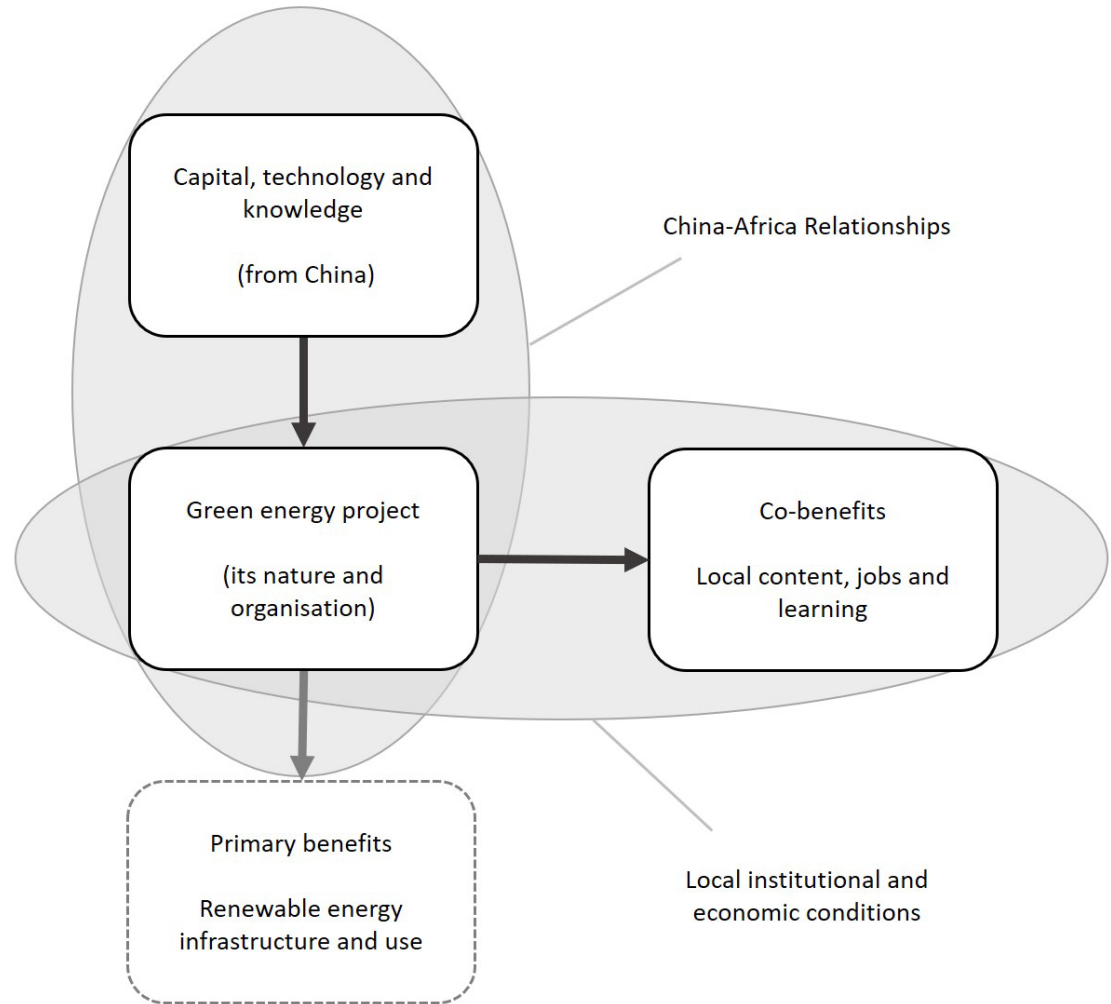 Capital, technology and
knowledge
(from China)
China-Africa Relationships
Green energy project
(its nature and
organisation)
Co-benefits
Local content, jobs and
learning
Primary benefits
Renewable energy
infrastructure and use
Local institutional and
economic conditions